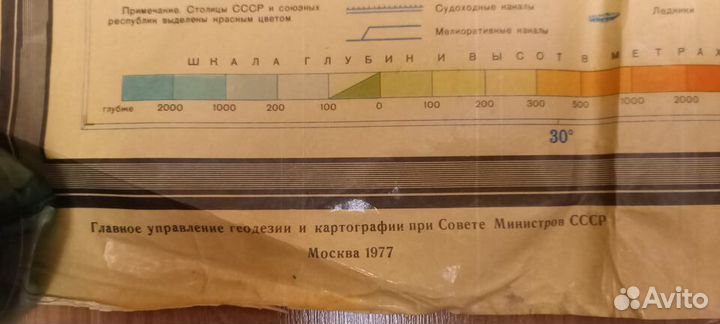 Примечание. Столицы СССР и союзных
республик выделены красным цветом
Судоходные каналы
Мелиоративные каналы
Ледники
ШКАЛА ГЛУБИН И ВЫСОТ В МЕТРАХ
глубже 2000 1000 200 100 0 100 200 300 500 1000 2000
30°
Главное управление геодезии и картографии при Совете Министров СССР
Москва 1977
Avito